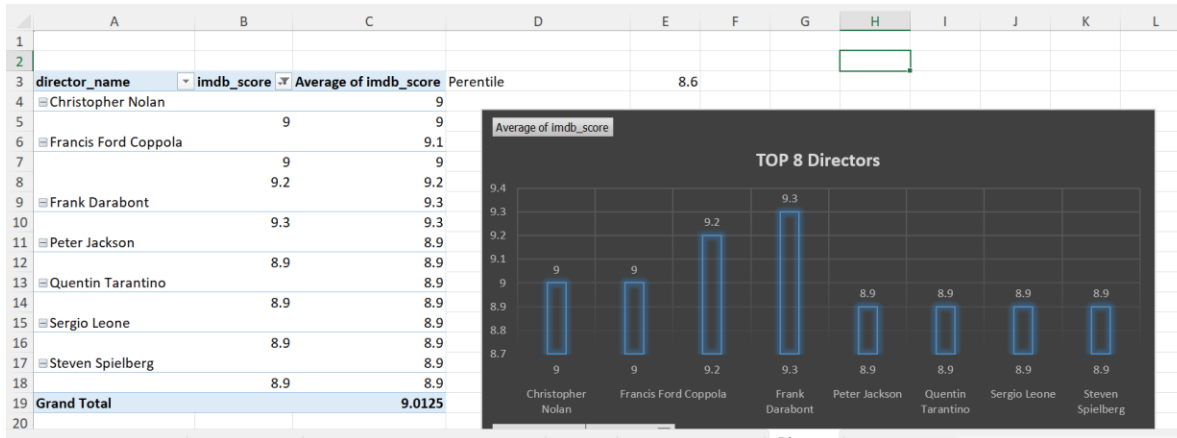 A B C D E F G H I J K L
1
2
3 director_name imdb_score Average of imdb_score Perentile 8.6
4 Christopher Nolan 9
5 9 9
6 Francis Ford Coppola 9.1
7 9 9
8 9.2 9.2
9 Frank Darabont 9.3
10 9.3 9.3
11 Peter Jackson 8.9
12 8.9 8.9
13 Quentin Tarantino 8.9
14 8.9 8.9
15 Sergio Leone 8.9
16 8.9 8.9
17 Steven Spielberg 8.9
18 8.9 8.9
19 Grand Total 9.0125
20
Average of imdb_score
TOP 8 Directors
9.4
9.3
9.2
9.1
9
8.9
8.8
8.7
9 9 9.2 9.3 8.9 8.9 8.9 8.9
9 9 9.2 9.3 8.9 8.9 8.9 8.9
Christopher Francis Ford Coppola Frank Peter Jackson Quentin Sergio Leone Steven
Nolan Darabont Tarantino Spielberg